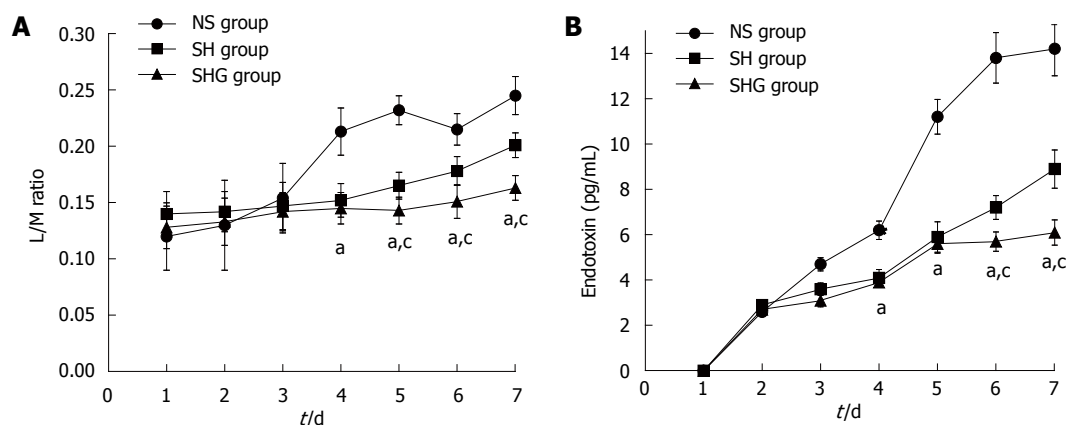 A
NS group
SH group
SHG group
0.30
0.25
0.20
0.15
0.10
0.05
0.00
L/M ratio
a
a,c
a,c
a,c
0 1 2 3 4 5 6 7
t/d
B
NS group
SH group
SHG group
14
12
10
8
6
4
2
0
Endotoxin (pg/mL)
a
a
a,c
a,c
0 1 2 3 4 5 6 7
t/d